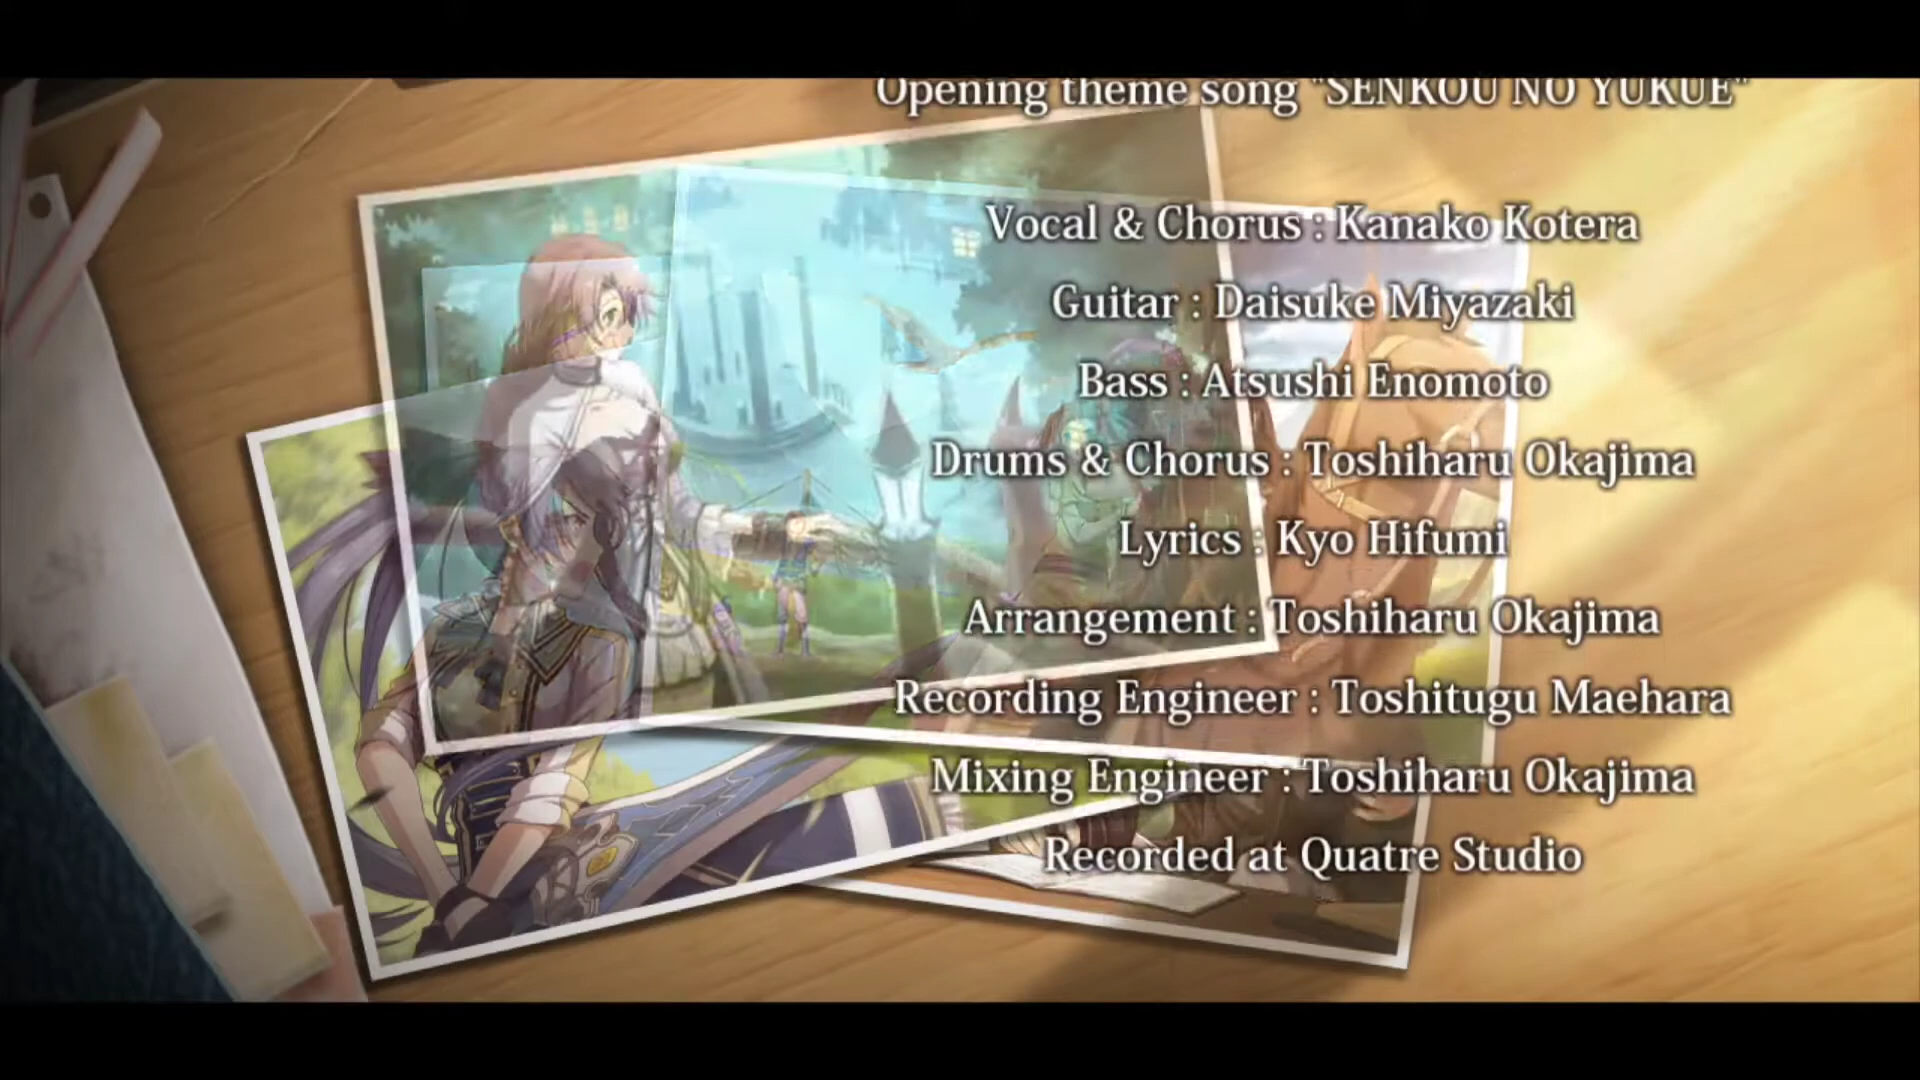 Opening theme song "SENKOU NO YUKUE"
Vocal & Chorus : Kanako Kotera
Guitar : Daisuke Miyazaki
Bass : Atsushi Enomoto
Drums & Chorus : Toshiharu Okajima
Lyrics : Kyo Hifumi
Arrangement : Toshiharu Okajima
Recording Engineer : Toshitugu Maehara
Mixing Engineer : Toshiharu Okajima
Recorded at Quatre Studio